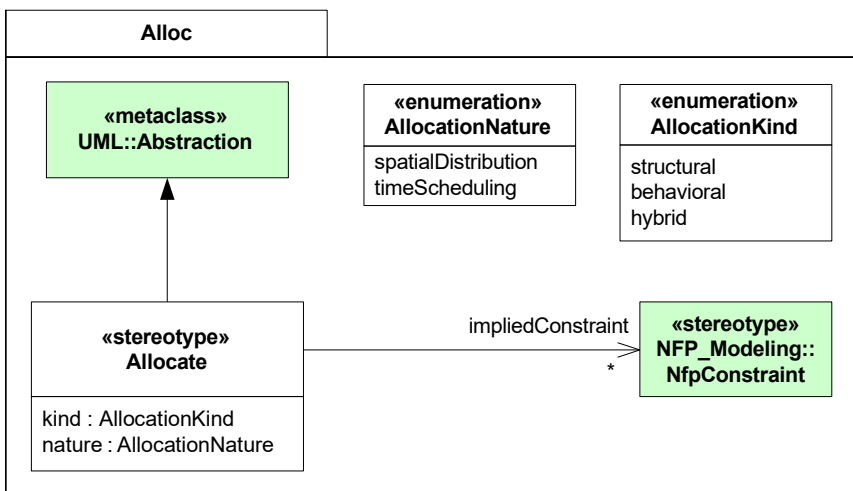 Alloc
«metaclass»
UML::Abstraction
«enumeration»
AllocationNature
spatialDistribution
timeScheduling
«enumeration»
AllocationKind
structural
behavioral
hybrid
«stereotype»
Allocate
kind : AllocationKind
nature : AllocationNature
impliedConstraint
*
«stereotype»
NFP_Modeling::
NfpConstraint